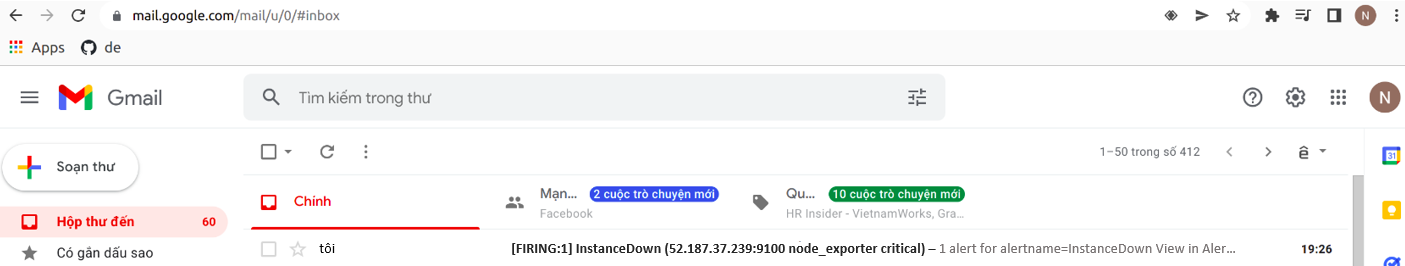 mail.google.com/mail/u/0/#inbox
N
Apps
de
Gmail
Tìm kiếm trong thư
N
Soạn thư
1–50 trong số 412
ê
31
Chính
Mạn...
2 cuộc trò chuyện mới
Facebook
Qu...
10 cuộc trò chuyện mới
HR Insider - VietnamWorks, Gra...
Hộp thư đến
60
Có gắn dấu sao
tôi
[FIRING:1] InstanceDown (52.187.37.239:9100 node_exporter critical) – 1 alert for alertname=InstanceDown View in Aler...
19:26